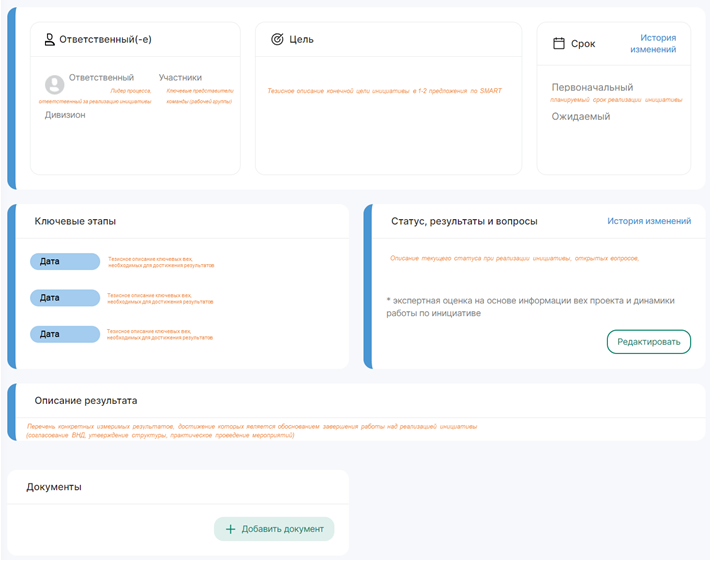 Ответственный(-е)
Цель
Срок
История
изменений
Ответственный
Участники
Лидер процесса,
ответственный за реализацию инициативы
Ключевые представители
команды (рабочей группы).
Дивизион
Тезисное описание конечной цели инициативы в 1-2 предложение по SMART
Первоначальный
планируемый срок реализации инициативы
Ожидаемый
Ключевые этапы
Дата
Тезисное описание ключевых вех,
необходимых для достижения результатов
Дата
Тезисное описание ключевых вех,
необходимых для достижения результатов
Дата
Тезисное описание ключевых вех,
необходимых для достижения результатов
Статус, результаты и вопросы
История изменений
Описание текущего статуса при реализации инициативы, открытых вопросов,
* экспертная оценка на основе информации вех проекта и динамики
работы по инициативе
Редактировать
Описание результата
Перечень конкретных измеримых результатов, достижение которых является обоснованием завершения работы над реализацией инициативы
(согласование ВНД, утверждение структуры, практическое проведение мероприятий)
Документы
+ Добавить документ